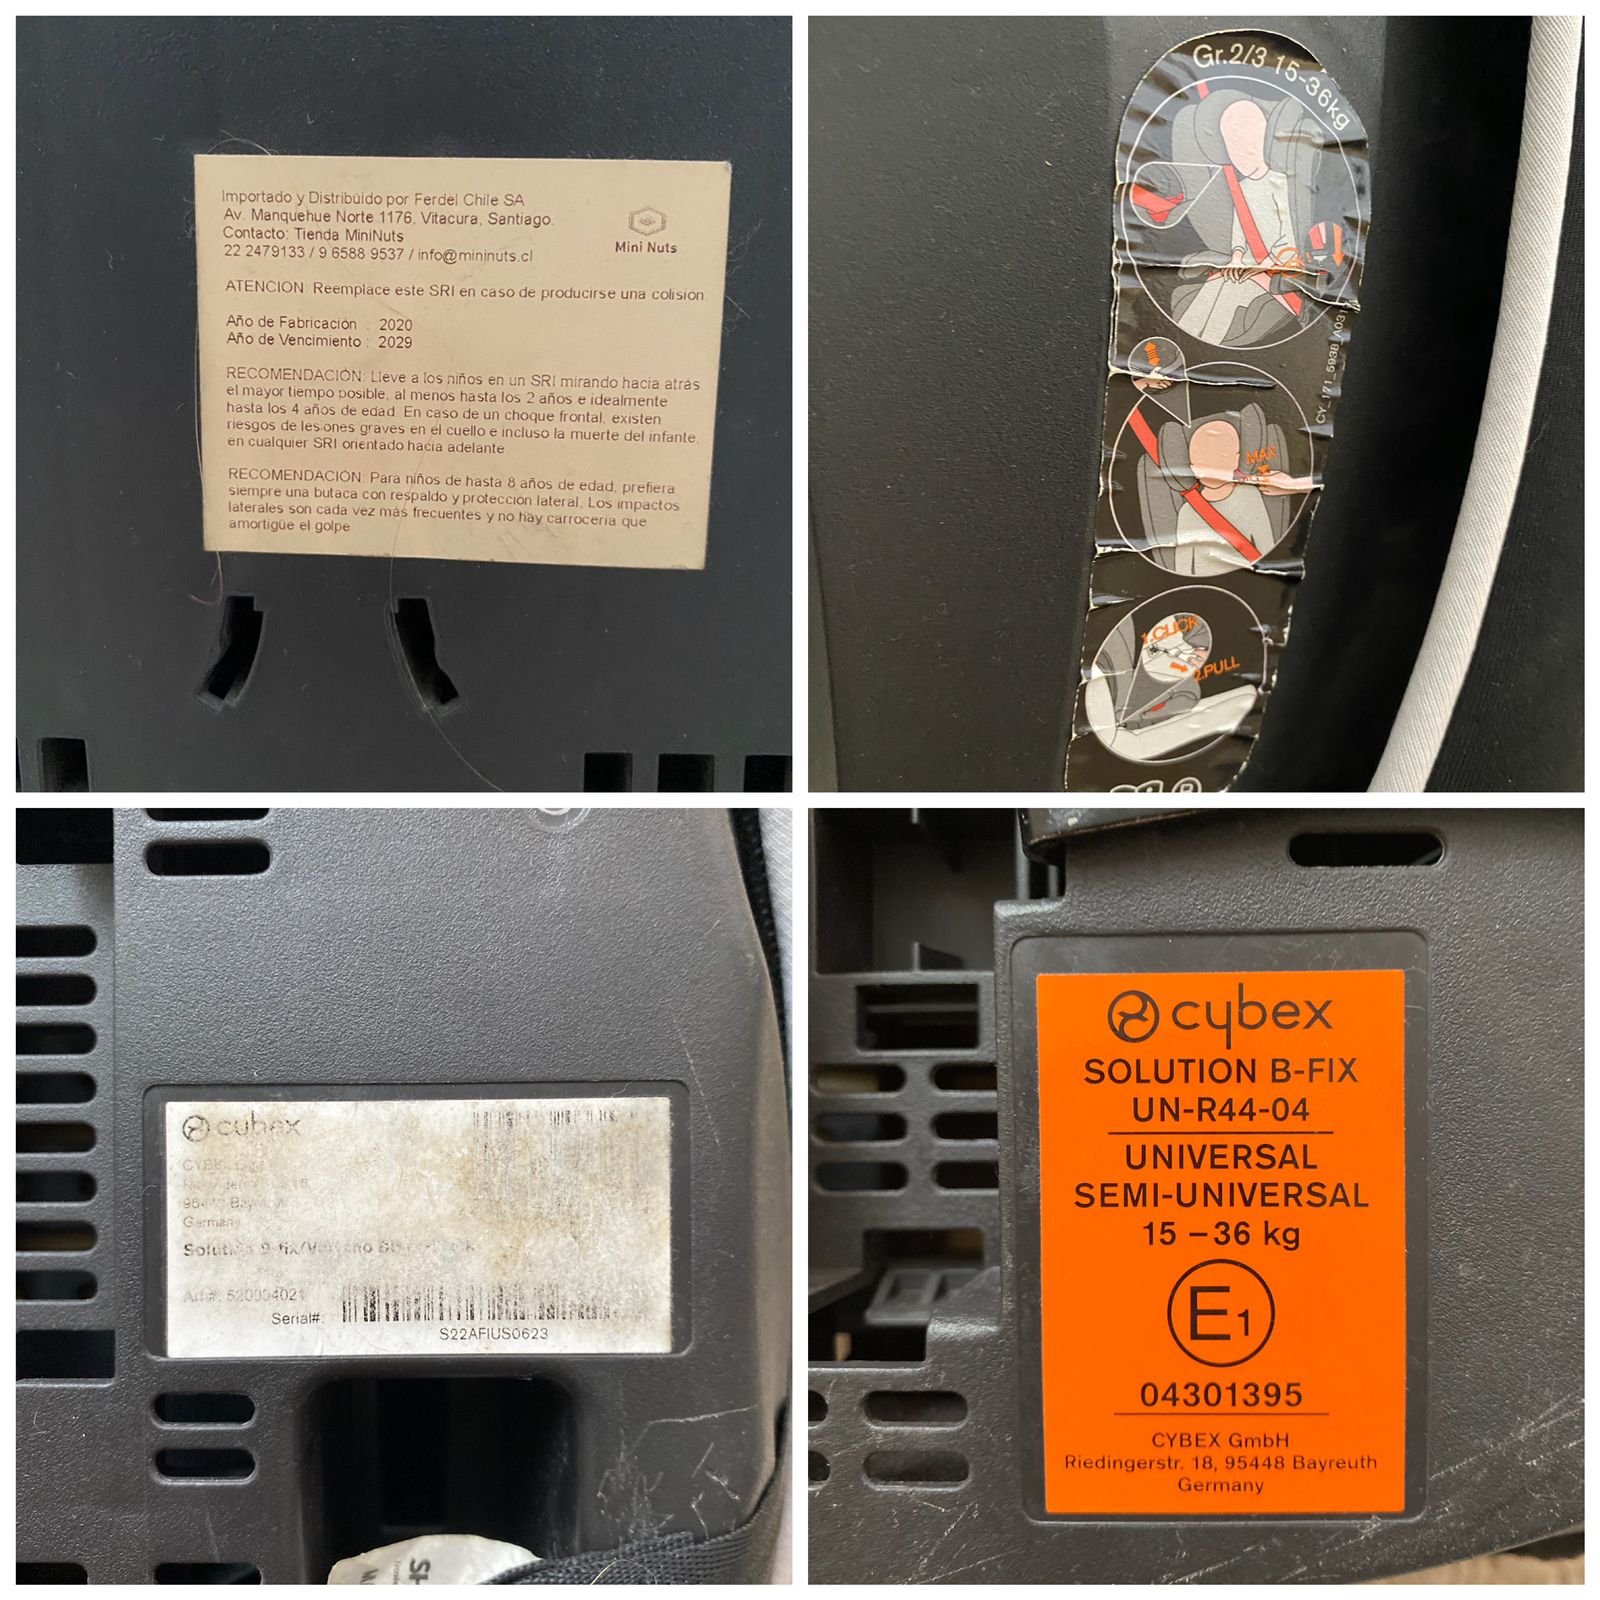 Importado y Distribúido por Ferdel Chile SA
Av. Manquehue Norte 1176, Vitacura, Santiago.
Contacto: Tienda MiniNuts
22 2479133 / 9 6588 9537 / info@mininuts.cl
Mini Nuts
ATENCION: Reemplace este SRI en caso de producirse una colisión.
Año de Fabricación : 2020
Año de Vencimiento : 2029
RECOMENDACIÓN: Lleve a los niños en un SRI mirando hacia atrás
el mayor tiempo posible, al menos hasta los 2 años e idealmente
hasta los 4 años de edad. En caso de un choque frontal, existen
riesgos de lesiones graves en el cuello e incluso la muerte del infante,
en cualquier SRI orientado hacia adelante
RECOMENDACIÓN: Para niños de hasta 8 años de edad, prefiera
siempre una butaca con respaldo y protección lateral. Los impactos
laterales son cada vez más frecuentes y no hay carrocería que
amortigüe el golpe
Gr.2/3 15-36kg
MAX
1.CLICK
2.PULL
cybex
CYBEX
Germany
Art#: 520004021
Serial#:
S22AFIUS0623
cybex
SOLUTION B-FIX
UN-R44-04
UNIVERSAL
SEMI-UNIVERSAL
15 – 36 kg
E1
04301395
CYBEX GmbH
Riedingerstr. 18, 95448 Bayreuth
Germany